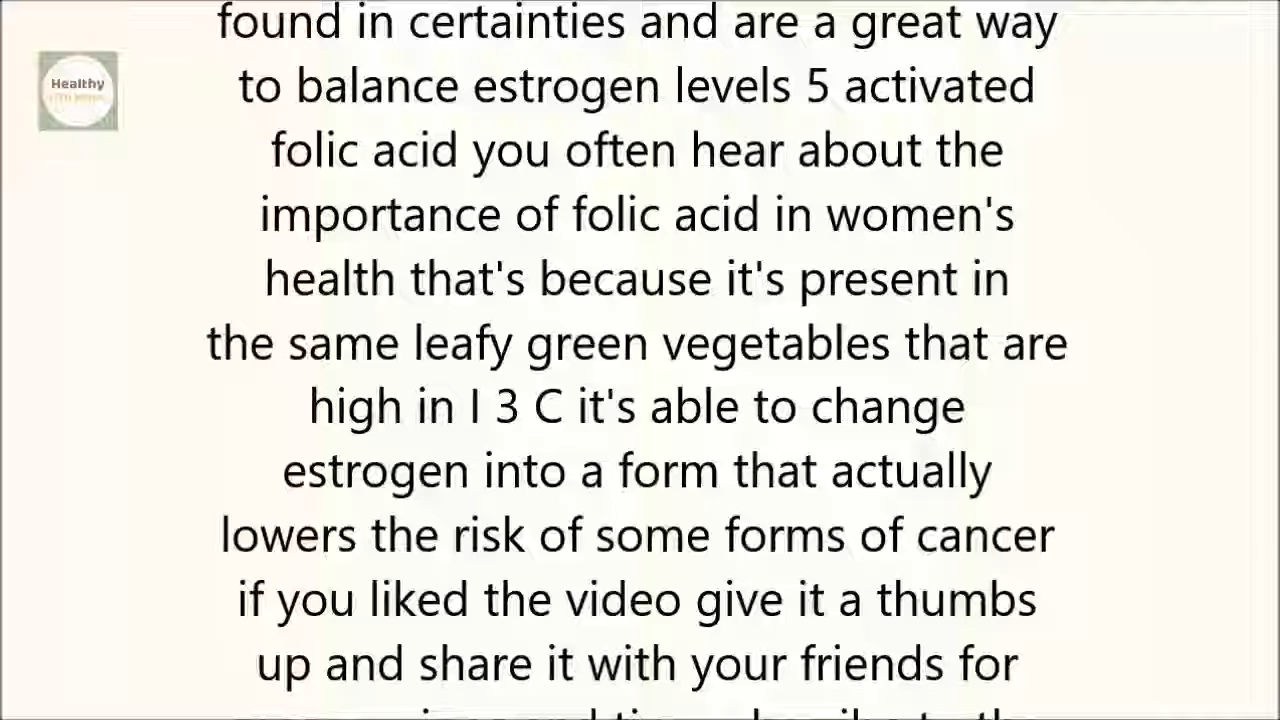 found in certainties and are a great way
Healthy
to balance estrogen levels 5 activated
folic acid you often hear about the
importance of folic acid in women's
health that's because it's present in
the same leafy green vegetables that are
high in I 3 C it's able to change
estrogen into a form that actually
lowers the risk of some forms of cancer
if you liked the video give it a thumbs
up and share it with your friends for